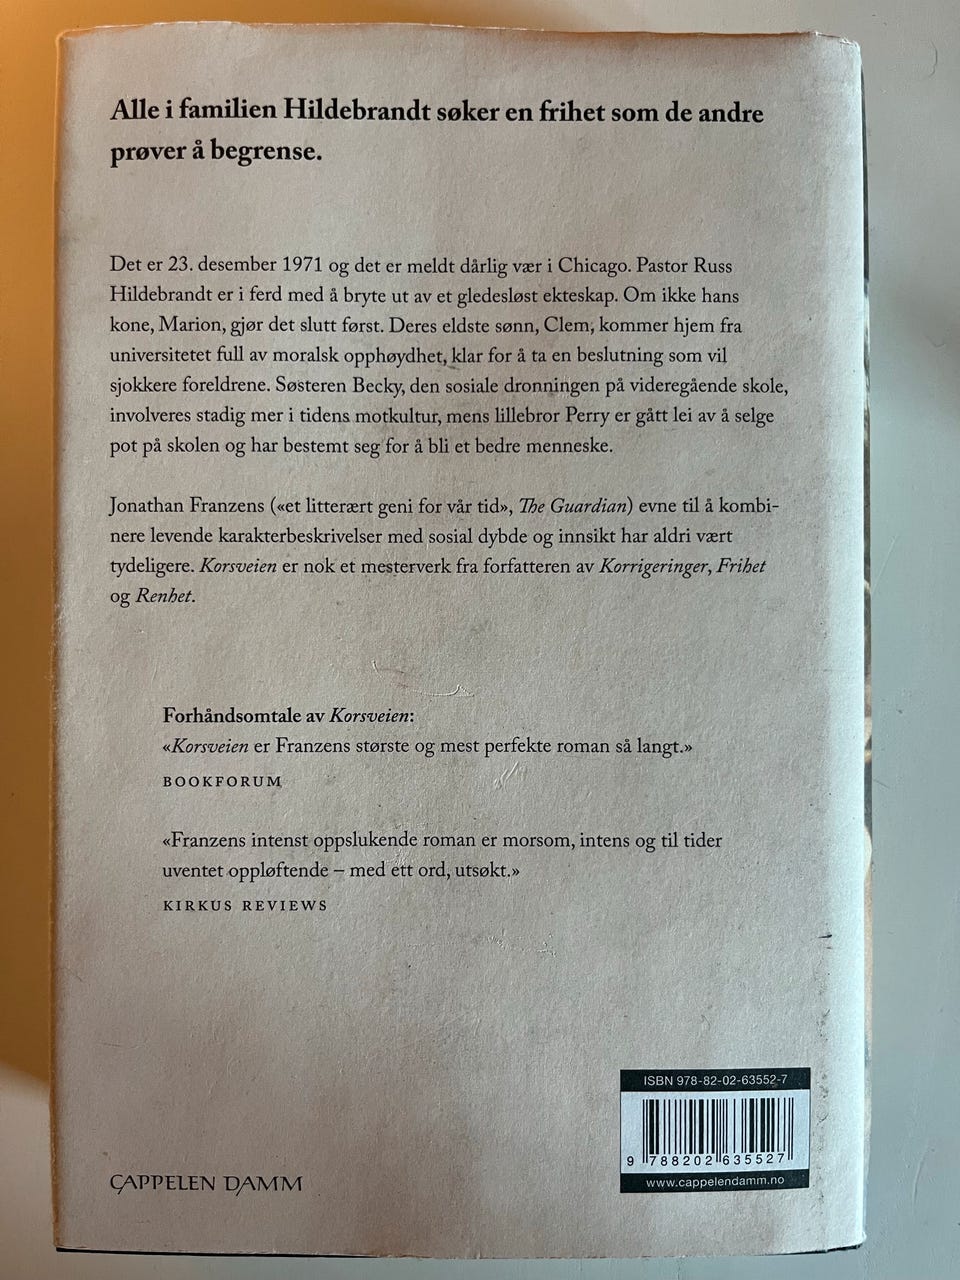 Alle i familien Hildebrandt søker en frihet som de andre
prøver å begrense.
Det er 23. desember 1971 og det er meldt dårlig vær i Chicago. Pastor Russ
Hildebrandt er i ferd med å bryte ut av et gledesløst ekteskap. Om ikke hans
kone, Marion, gjør det slutt først. Deres eldste sønn, Clem, kommer hjem fra
universitetet full av moralsk opphøydhet, klar for å ta en beslutning som vil
sjokkere foreldrene. Søsteren Becky, den sosiale dronningen på videregående skole,
involveres stadig mer i tidens motkultur, mens lillebror Perry er gått lei av å selge
pot på skolen og har bestemt seg for å bli et bedre menneske.
Jonathan Franzens («et litterært geni for vår tid», The Guardian) evne til å kombi-
nere levende karakterbeskrivelser med sosial dybde og innsikt har aldri vært
tydeligere. Korsveien er nok et mesterverk fra forfatteren av Korrigeringer, Frihet
og Renhet.
Forhåndsomtale av Korsveien:
«Korsveien er Franzens største og mest perfekte roman så langt.»
BOOKFORUM
«Franzens intenst oppslukende roman er morsom, intens og til tider
uventet oppløftende – med ett ord, utsøkt.»
KIRKUS REVIEWS
ISBN 978-82-02-63552-7
9 788202 635527
www.cappelendamm.no
CAPPELEN DAMM